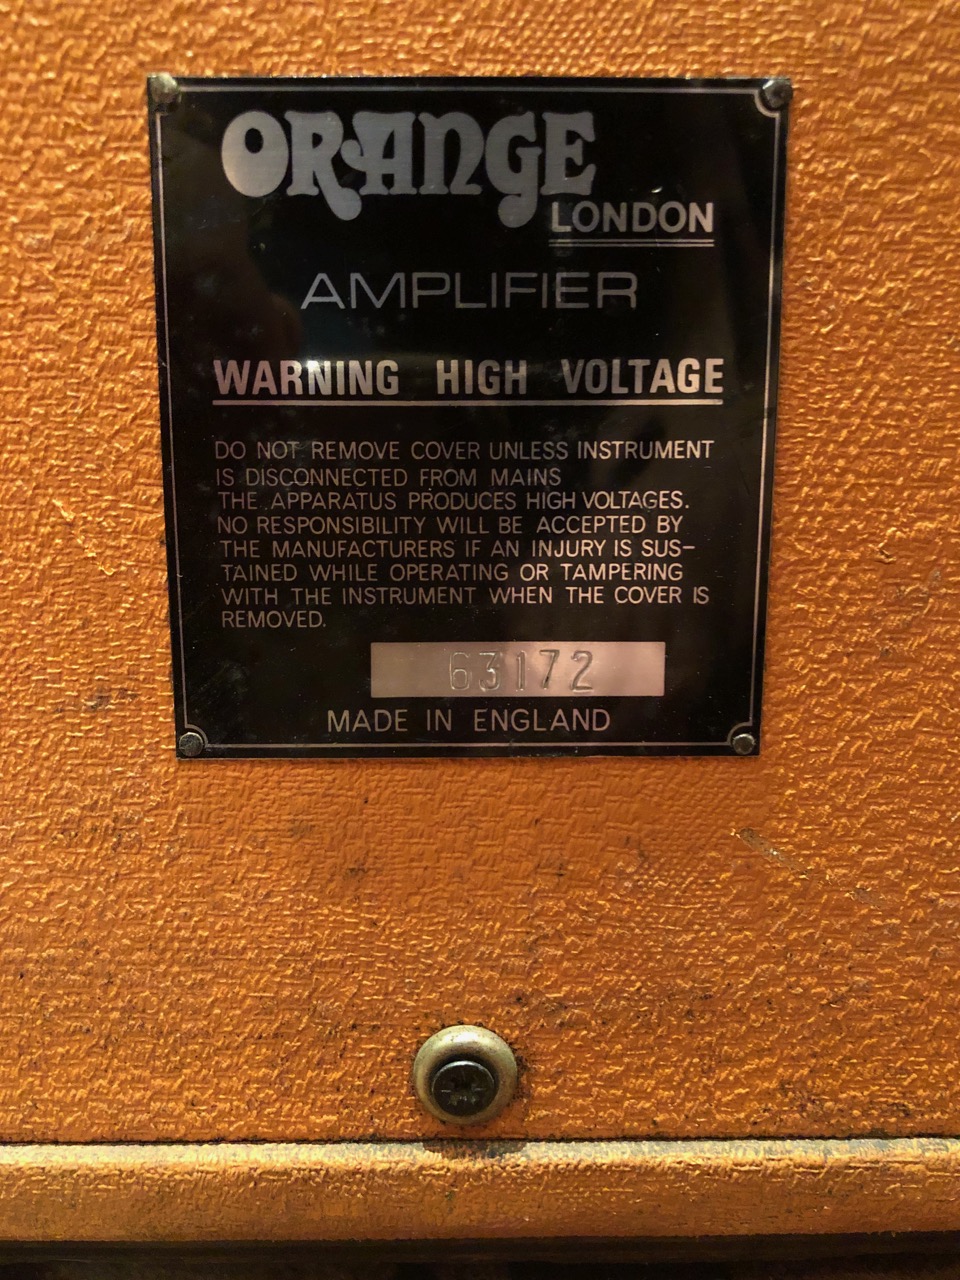 ORANGE
LONDON
AMPLIFIER
WARNING HIGH VOLTAGE
DO NOT REMOVE COVER UNLESS INSTRUMENT
IS DISCONNECTED FROM MAINS
THE APPARATUS PRODUCES HIGH VOLTAGES.
NO RESPONSIBILITY WILL BE ACCEPTED BY
THE MANUFACTURERS IF AN INJURY IS SUS-
TAINED WHILE OPERATING OR TAMPERING
WITH THE INSTRUMENT WHEN THE COVER IS
REMOVED.
63172
MADE IN ENGLAND